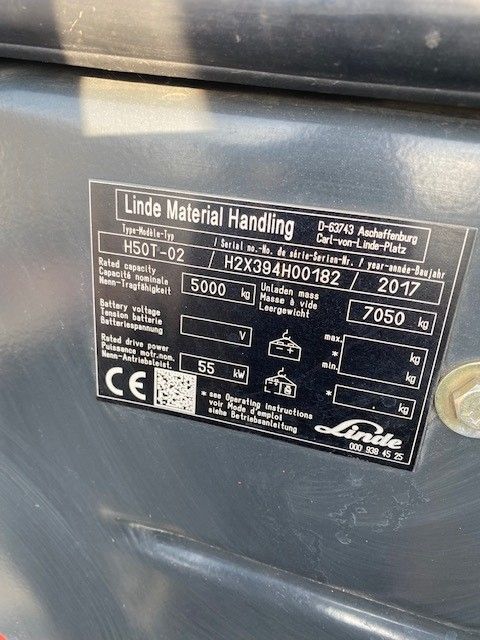 Linde Material Handling
D-63743 Aschaffenburg
Carl-von-Linde-Platz
Type-Modèle-Typ / Serial no.-No. de série-Serien-Nr. / year-année-Baujahr
H50T-02 / H2X394H00182 / 2017
Rated capacity
Capacité nominale
Nenn-Tragfähigkeit
5000 kg
Unladen mass
Masse à vide
Leergewicht
7050 kg
Battery voltage
Tension batterie
Batteriespannung
V
max.
*
min.
kg
kg
Rated drive power
Puissance motr.nom.
Nenn-Antriebsleist.
55 kW
* kg
CE
* see Operating Instructions
voir Mode d'emploi
siehe Betriebsanleitung
Linde
000 939 45 25